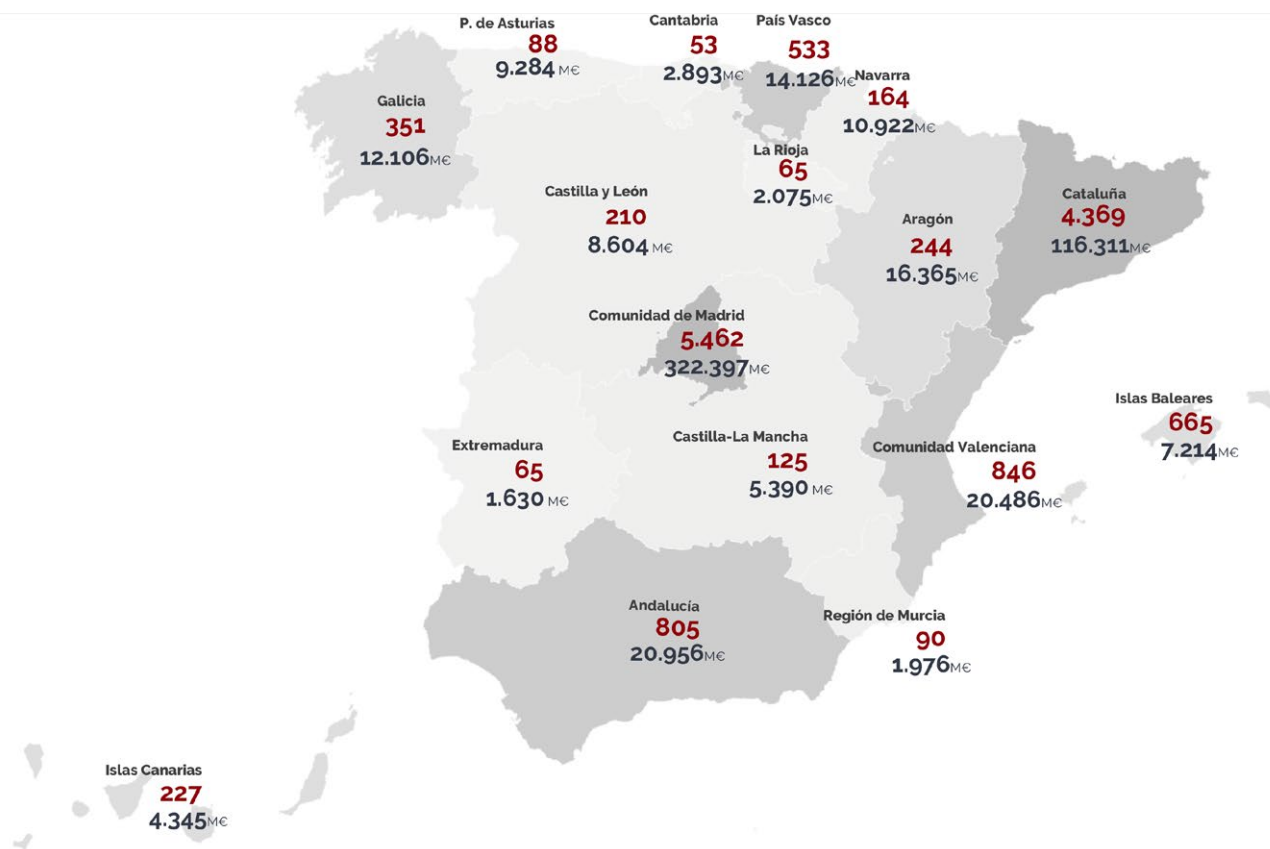 P. de Asturias
88
9.284 M€
Cantabria
53
2.893M€
País Vasco
533
14.126M€
Navarra
164
10.922M€
Galicia
351
12.106M€
La Rioja
65
2.075M€
Castilla y León
210
8.604 M€
Aragón
244
16.365M€
Cataluña
4.369
116.311M€
Comunidad de Madrid
5.462
322.397M€
Islas Baleares
665
7.214M€
Extremadura
65
1.630 M€
Castilla-La Mancha
125
5.390 M€
Comunidad Valenciana
846
20.486M€
Andalucía
805
20.956M€
Región de Murcia
90
1.976M€
Islas Canarias
227
4.345M€